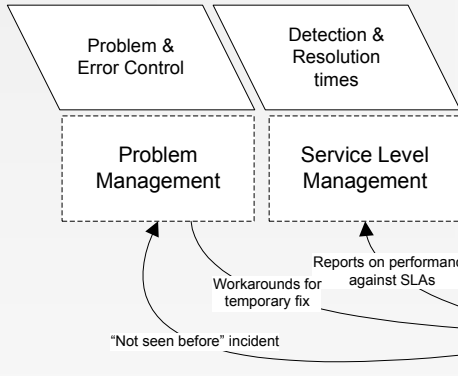 Problem &
Error Control
Detection &
Resolution
times
Problem
Management
Service Level
Management
Reports on performanc
against SLAs
Workarounds for
temporary fix
“Not seen before” incident